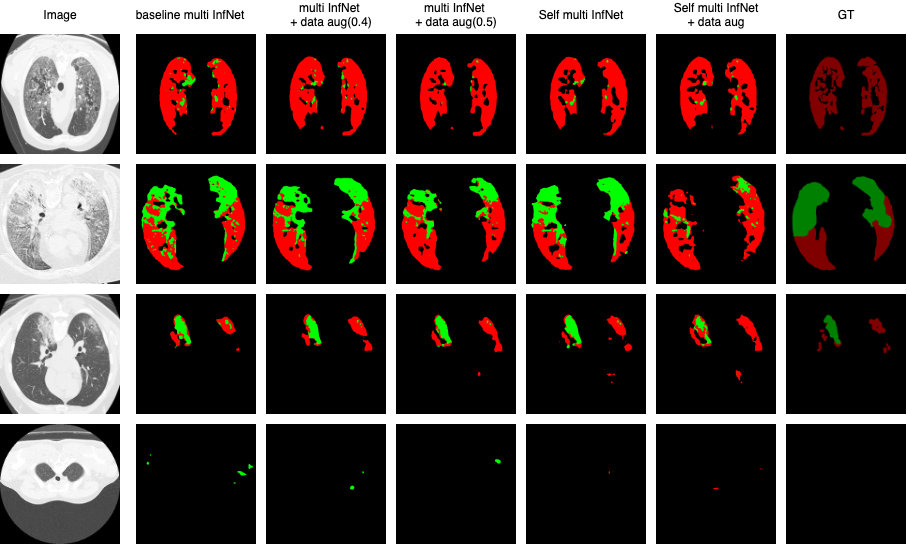 Image
baseline multi InfNet
multi InfNet
+ data aug(0.4)
multi InfNet
+ data aug(0.5)
Self multi InfNet
Self multi InfNet
+ data aug
GT